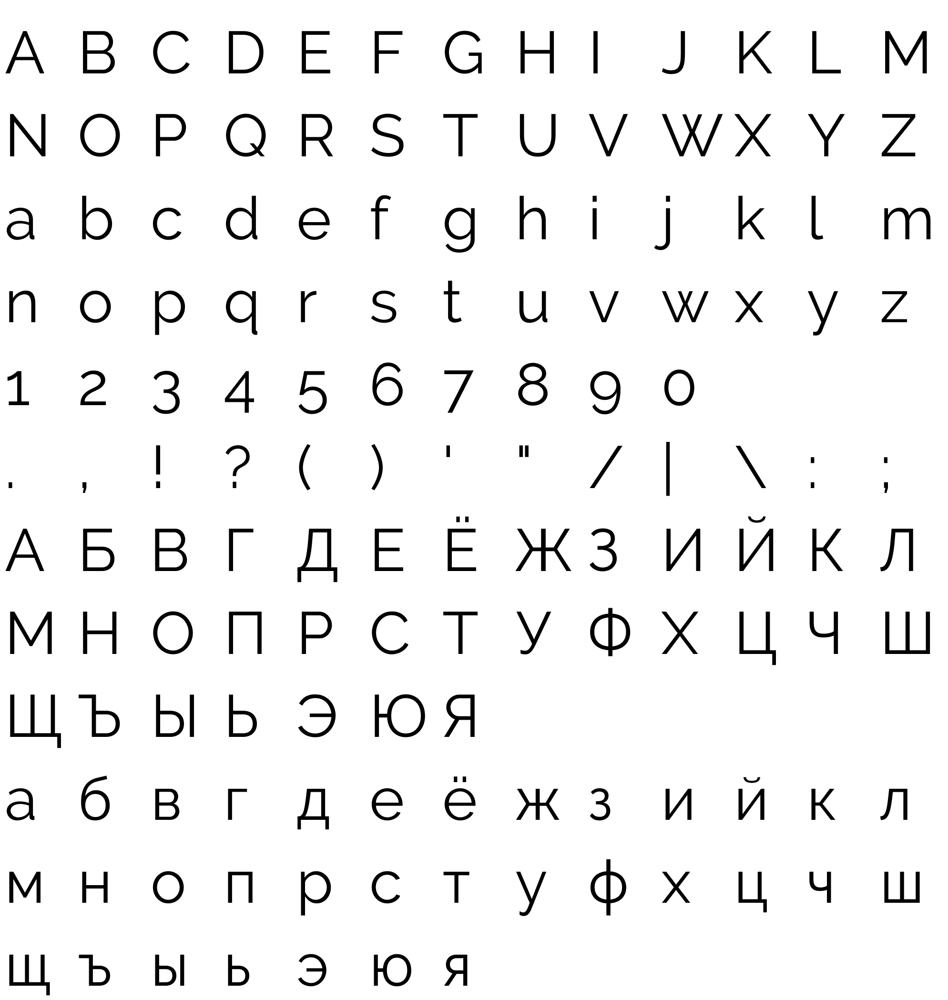 A B C D E F G H I J K L M
N O P Q R S T U V W X Y Z
a b c d e f g h i j k l m
n o p q r s t u v w x y z
1 2 3 4 5 6 7 8 9 0
. , ! ? ( ) ' " / | \ : ;
А Б В Г Д Е Ё Ж З И Й К Л
М Н О П Р С Т У Ф Х Ц Ч Ш
Щ Ъ Ы Ь Э Ю Я
а б в г д е ё ж з и й к л
м н о п р с т у ф х ц ч ш
щ ъ ы ь э ю я